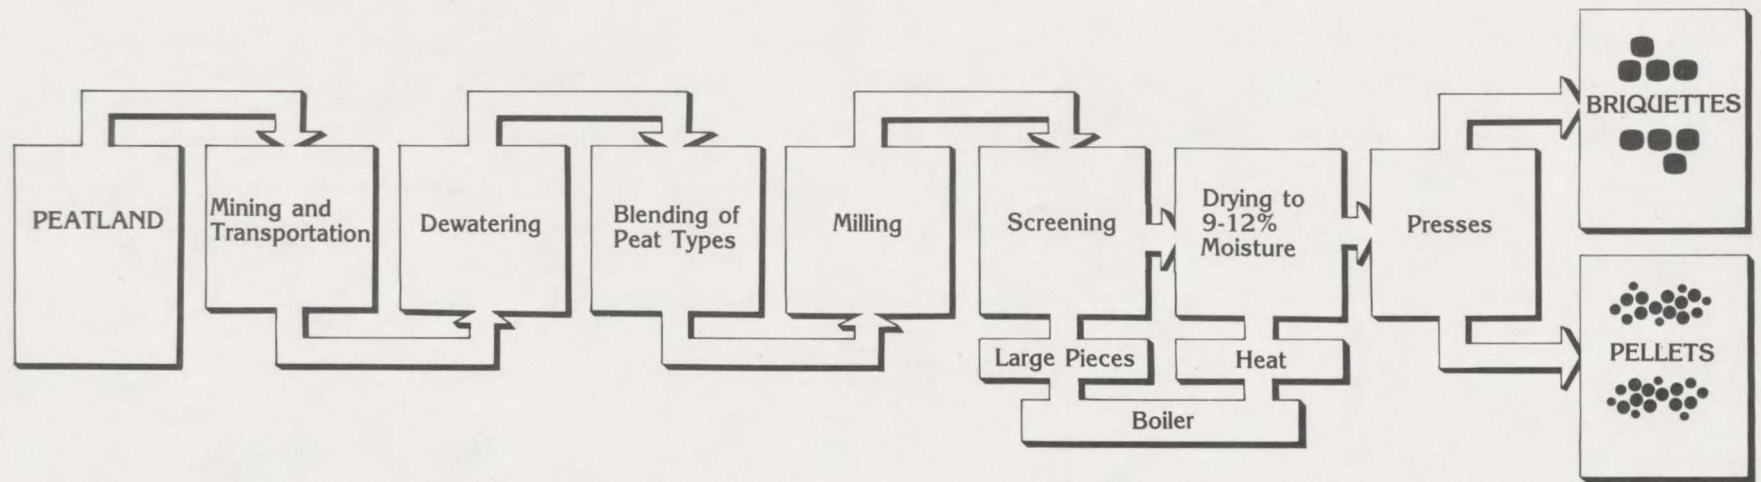 PEATLAND
Mining and
Transportation
Dewatering
Blending of
Peat Types
Milling
Screening
Drying to
9-12%
Moisture
Presses
BRIQUETTES
PELLETS
Large Pieces
Heat
Boiler